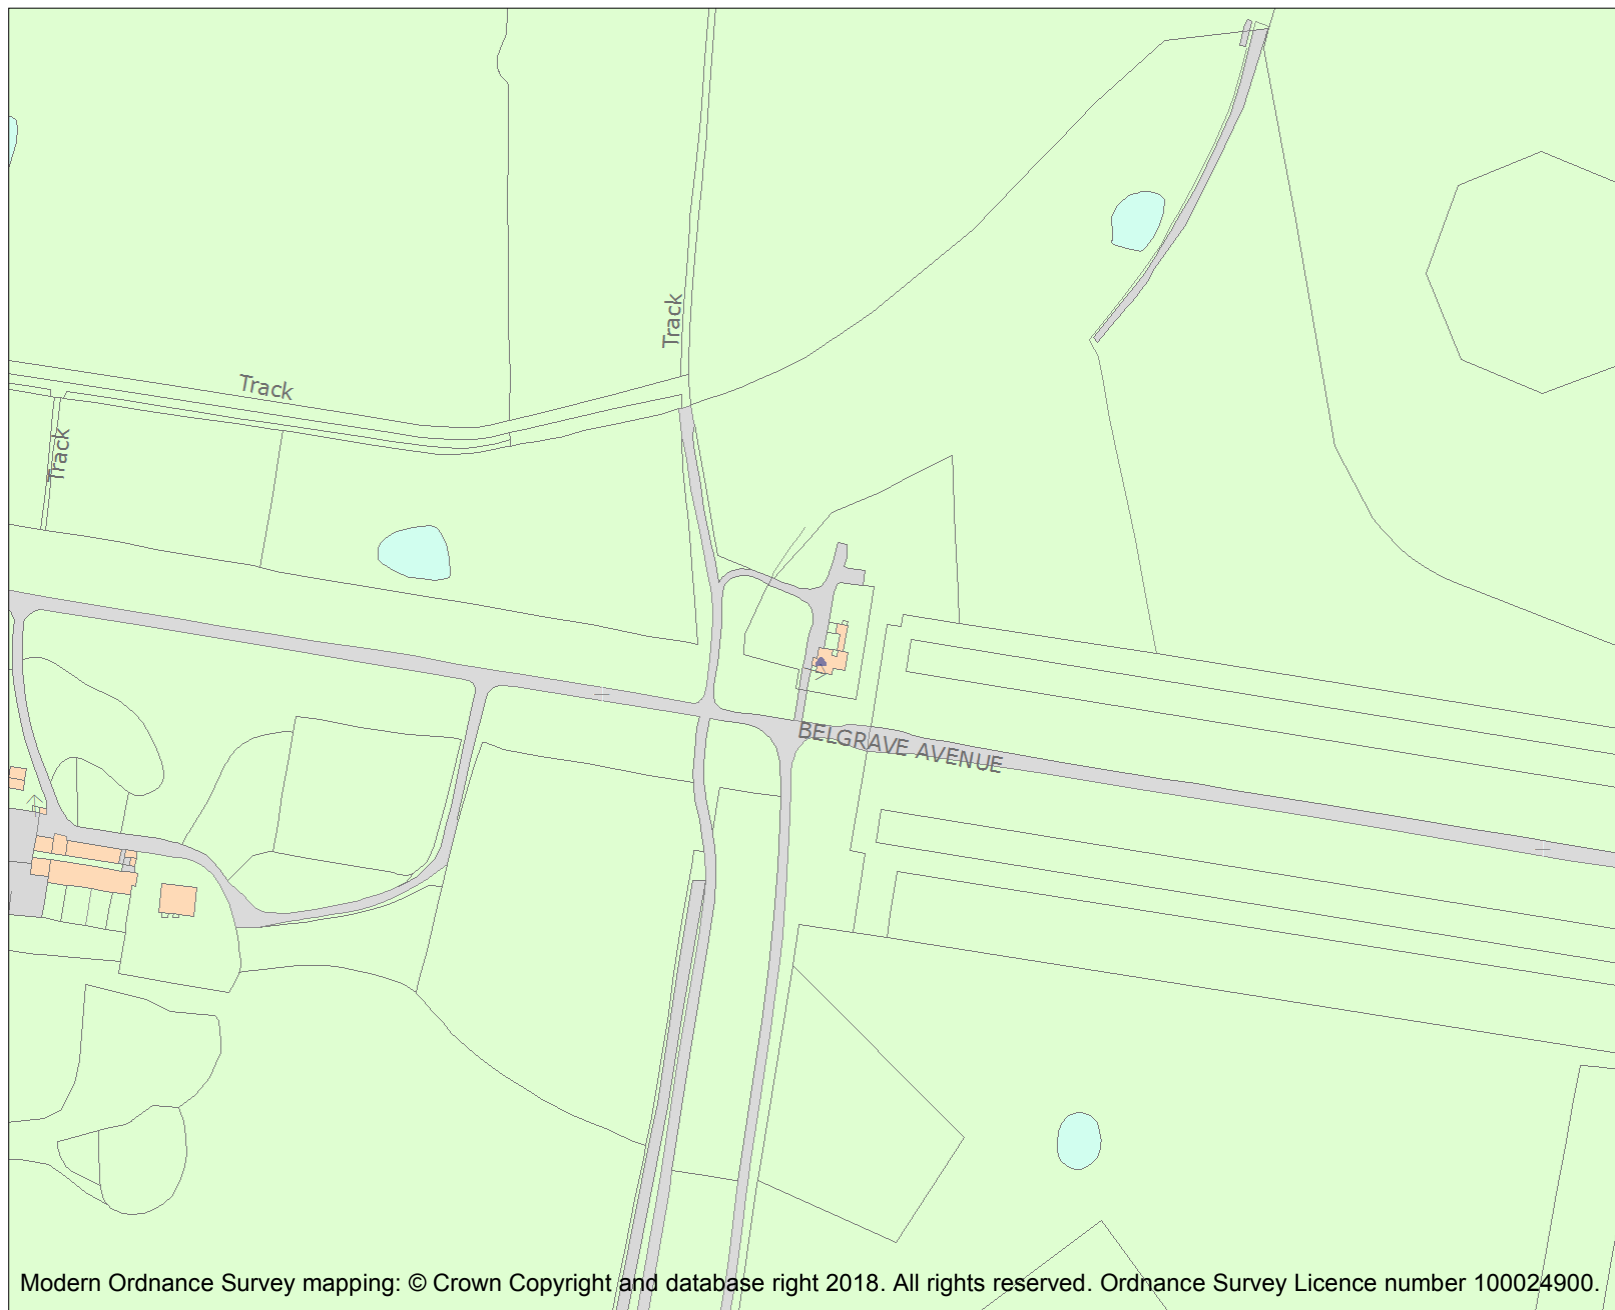 Track
Track
Track
BELGRAVE AVENUE
Modern Ordnance Survey mapping: © Crown Copyright and database right 2018. All rights reserved. Ordnance Survey Licence number 100024900.